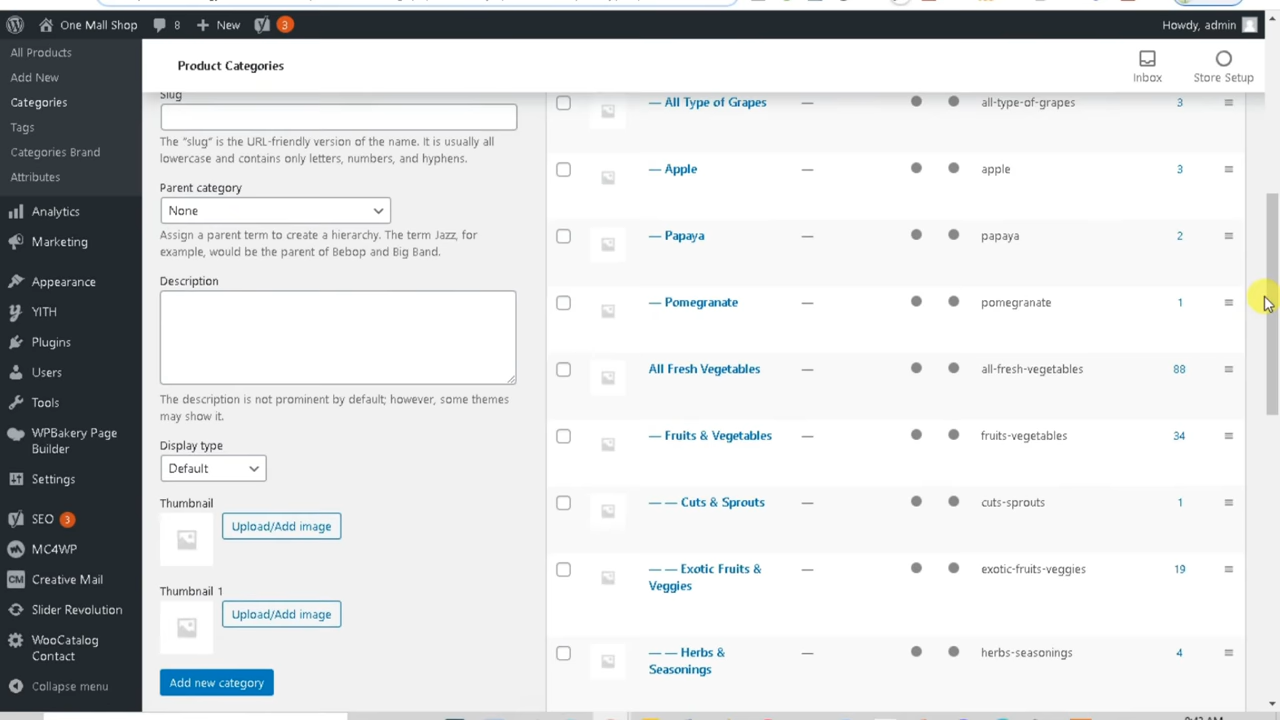 One Mall Shop
8
New
3
Howdy, admin
All Products
Add New
Categories
Tags
Categories Brand
Attributes
Analytics
Marketing
Appearance
YITH
Plugins
Users
Tools
WPBakery Page
Builder
Settings
SEO 3
MC4WP
CM Creative Mail
Slider Revolution
WooCatalog
Contact
Collapse menu
Product Categories
Inbox
Store Setup
Slug
The "slug" is the URL-friendly version of the name. It is usually all
lowercase and contains only letters, numbers, and hyphens.
Parent category
None
Assign a parent term to create a hierarchy. The term Jazz, for
example, would be the parent of Bebop and Big Band.
Description
The description is not prominent by default; however, some themes
may show it.
Display type
Default
Thumbnail
Upload/Add image
Thumbnail 1
Upload/Add image
Add new category
— All Type of Grapes — all-type-of-grapes 3
— Apple — apple 3
— Papaya — papaya 2
— Pomegranate — pomegranate 1
All Fresh Vegetables — all-fresh-vegetables 88
— Fruits & Vegetables — fruits-vegetables 34
— — Cuts & Sprouts — cuts-sprouts 1
— — Exotic Fruits & — exotic-fruits-veggies 19
Veggies
— — Herbs & — herbs-seasonings 4
Seasonings